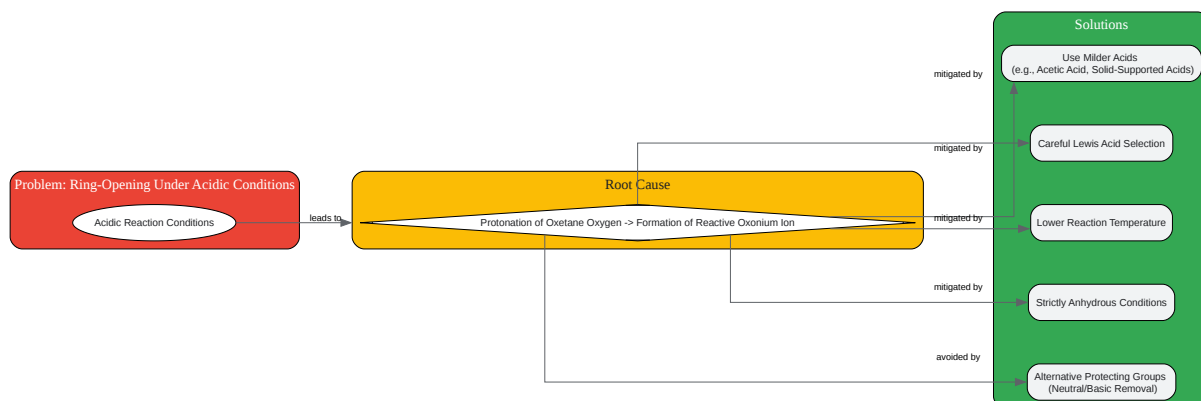 Solutions
Use Milder Acids
(e.g., Acetic Acid, Solid-Supported Acids)
mitigated by
Careful Lewis Acid Selection
mitigated by
Problem: Ring-Opening Under Acidic Conditions
Root Cause
Acidic Reaction Conditions
leads to
Protonation of Oxetane Oxygen -> Formation of Reactive Oxonium Ion
mitigated by
Lower Reaction Temperature
mitigated by
Strictly Anhydrous Conditions
avoided by
Alternative Protecting Groups
(Neutral/Basic Removal)